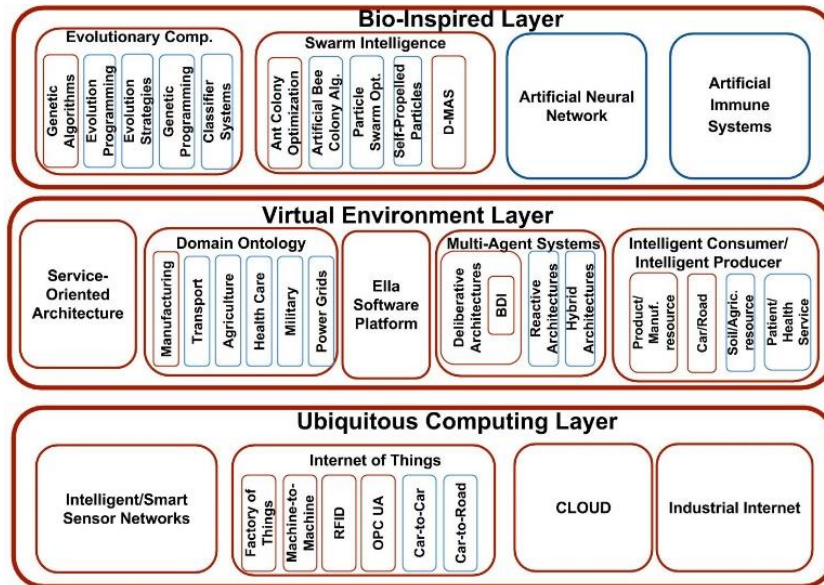 Bio-Inspired Layer
Evolutionary Comp.
Genetic
Algorithms
Evolution
Programming
Evolution
Strategies
Genetic
Programming
Classifier
Systems
Swarm Intelligence
Ant Colony
Optimization
Artificial Bee
Colony Alg.
Particle
Swarm Opt.
Self-Propelled
Particles
D-MAS
Artificial Neural
Network
Artificial
Immune
Systems
Virtual Environment Layer
Service-
Oriented
Architecture
Domain Ontology
Manufacturing
Transport
Agriculture
Health Care
Military
Power Grids
Ella
Software
Platform
Multi-Agent Systems
Deliberative
Architectures
BDI
Reactive
Architectures
Hybrid
Architectures
Intelligent Consumer/
Intelligent Producer
Product/
Manuf.
resource
Car/Road
Soil/Agric.
resource
Patient/
Health
Service
Ubiquitous Computing Layer
Intelligent/Smart
Sensor Networks
Internet of Things
Factory of
Things
Machine-to-
Machine
RFID
OPC UA
Car-to-Car
Car-to-Road
CLOUD
Industrial Internet